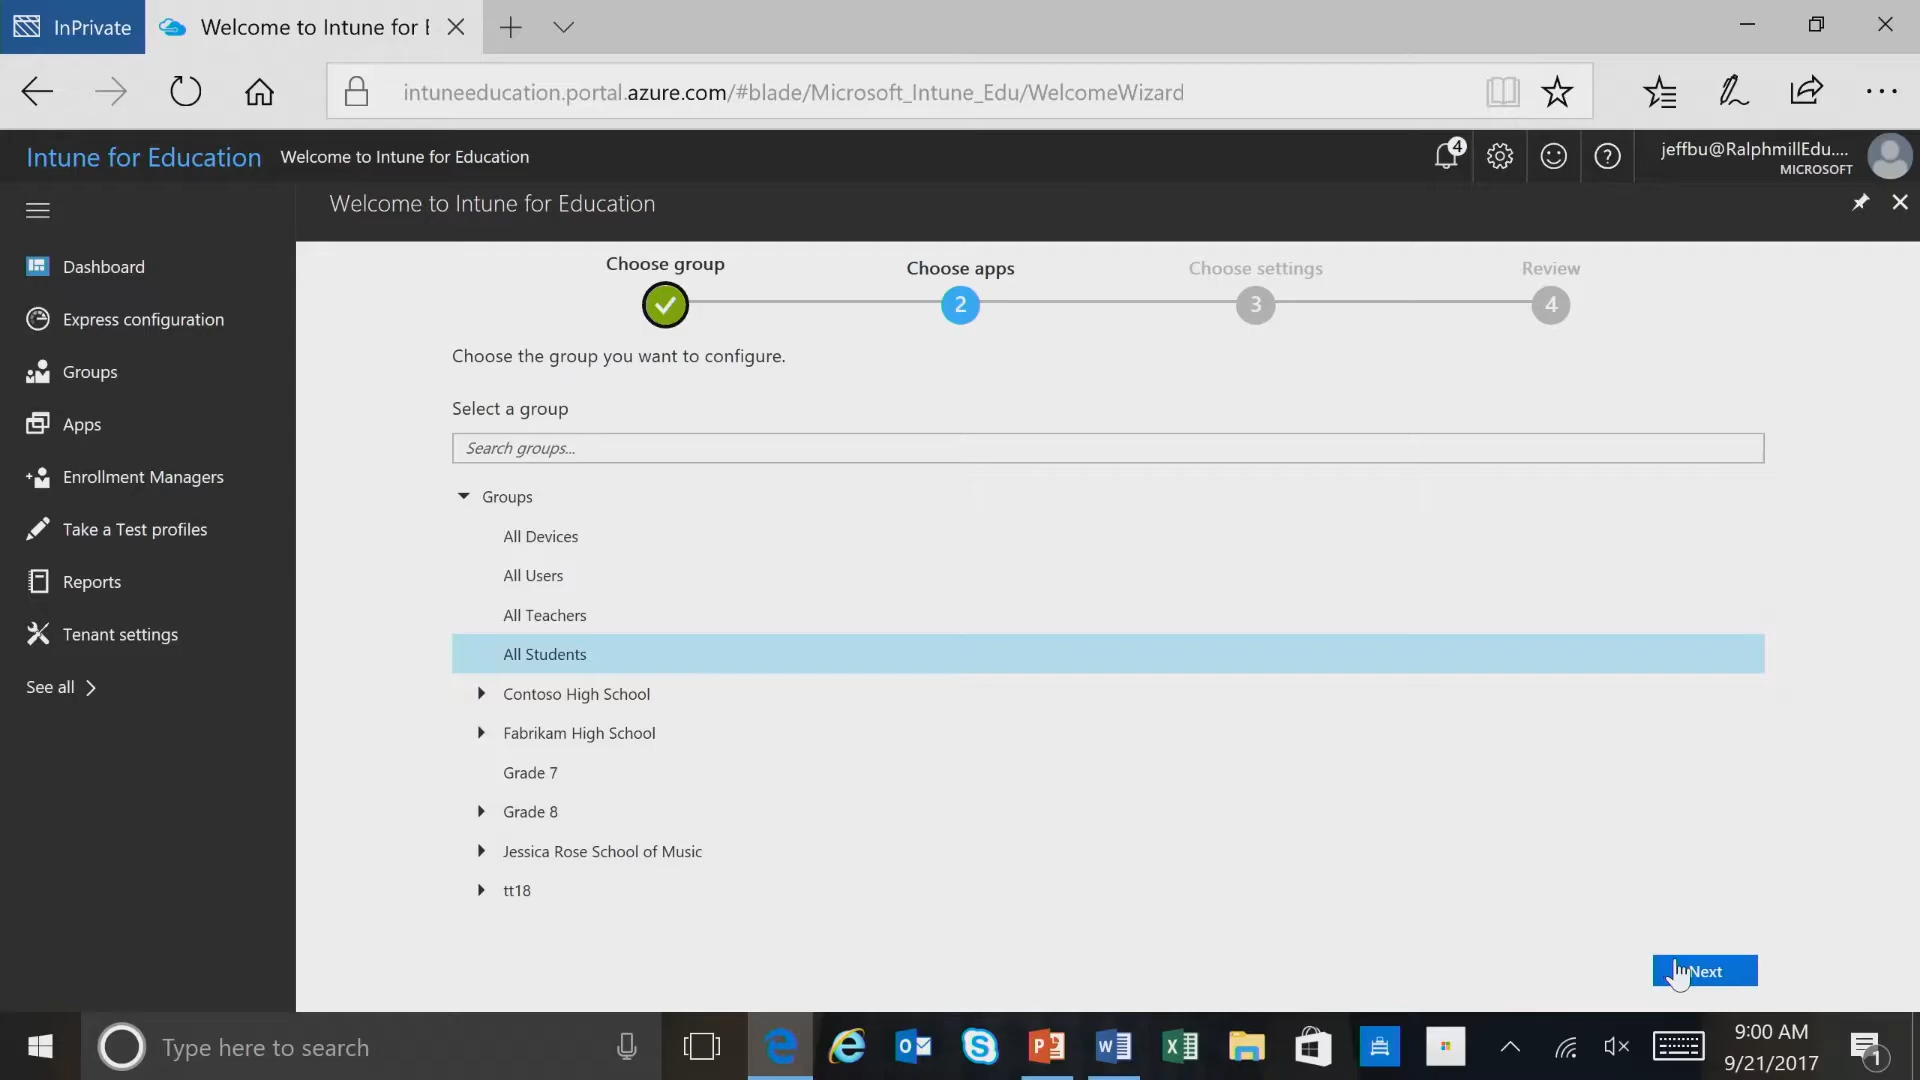 InPrivate
Welcome to Intune for E
intuneeducation.portal.azure.com/#blade/Microsoft_Intune_Edu/WelcomeWizard
Intune for Education
Welcome to Intune for Education
4
jeffbu@RalphmillEdu....
MICROSOFT
Welcome to Intune for Education
Dashboard
Express configuration
Groups
Apps
Enrollment Managers
Take a Test profiles
Reports
Tenant settings
See all
Choose group
Choose apps
Choose settings
Review
2
3
4
Choose the group you want to configure.
Select a group
Search groups...
Groups
All Devices
All Users
All Teachers
All Students
Contoso High School
Fabrikam High School
Grade 7
Grade 8
Jessica Rose School of Music
tt18
Next
Type here to search
9:00 AM
9/21/2017
1